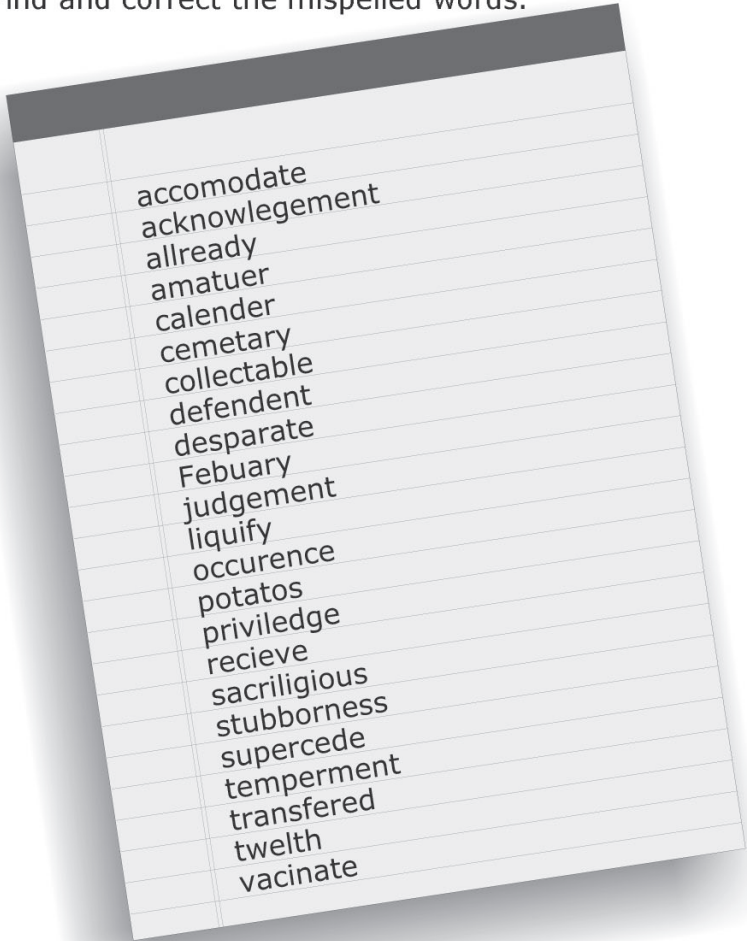 ind and correct the mispelled words.
accomodate
acknowlegement
allready
amatuer
calender
cemetary
collectable
defendent
desparate
Febuary
judgement
liquify
occurence
potatos
priviledge
recieve
sacriligious
stubborness
supercede
temperment
transfered
twelth
vacinate